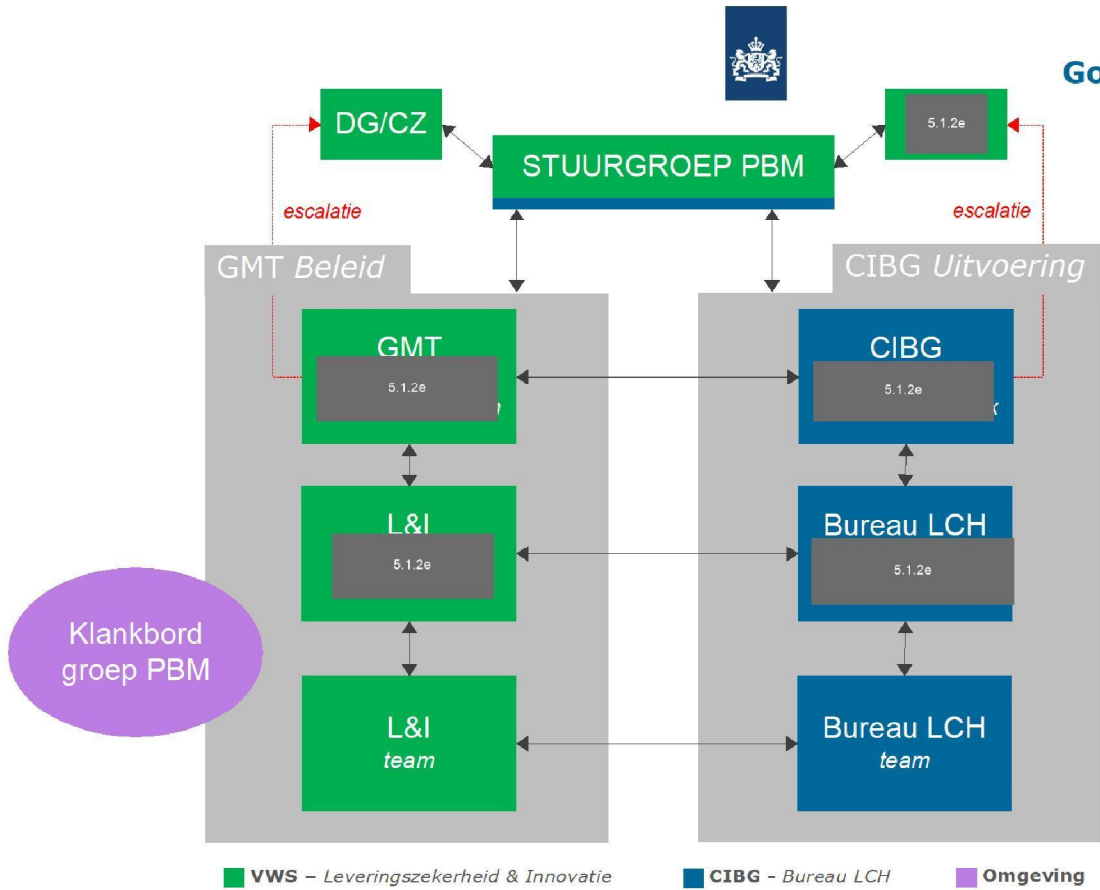 Go
DG/CZ
5.1.2e
STUURGROEP PBM
escalatie
escalatie
GMT Beleid
CIBG Uitvoering
GMT
5.1.2e
CIBG
5.1.2e
k
L&I
5.1.2e
Bureau LCH
5.1.2e
Klankbord
groep PBM
L&I
team
Bureau LCH
team
VWS – Leveringszekerheid & Innovatie
CIBG - Bureau LCH
Omgeving